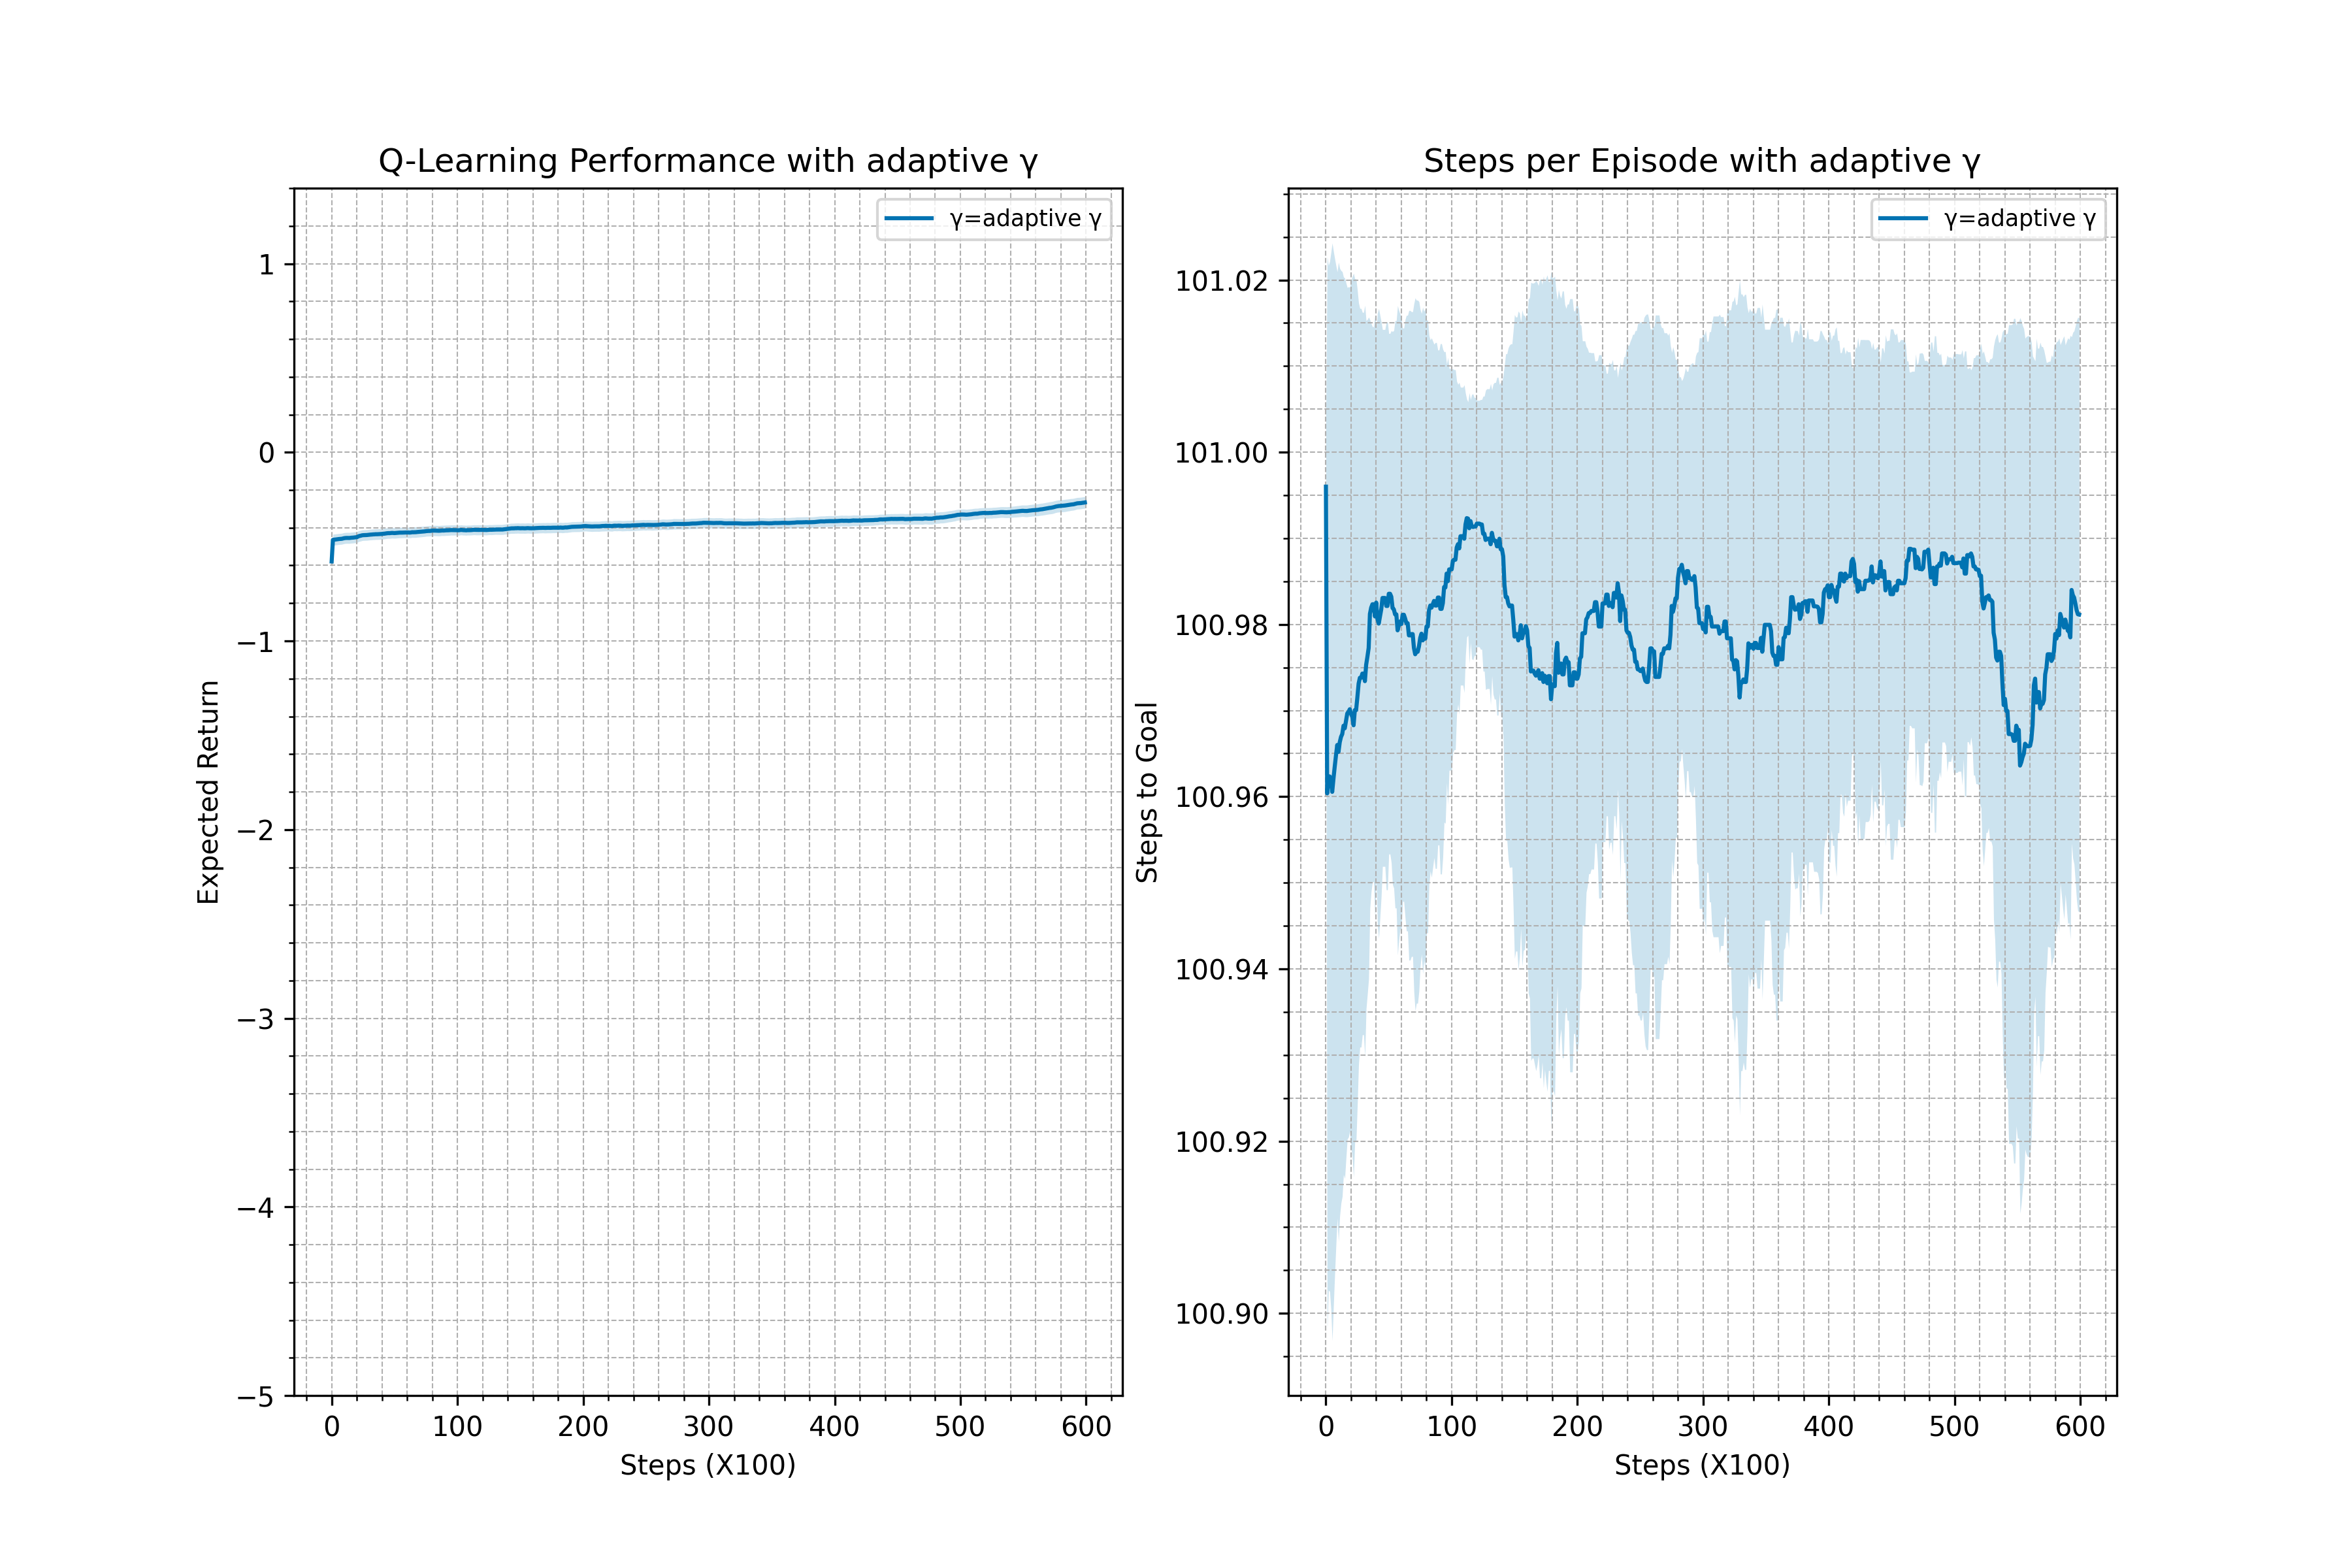 Q-Learning Performance with adaptive γ
γ=adaptive γ
1
0
−1
−2
−3
−4
−5
Expected Return
0 100 200 300 400 500 600
Steps (X100)
Steps per Episode with adaptive γ
γ=adaptive γ
101.02
101.00
100.98
100.96
100.94
100.92
100.90
Steps to Goal
0 100 200 300 400 500 600
Steps (X100)